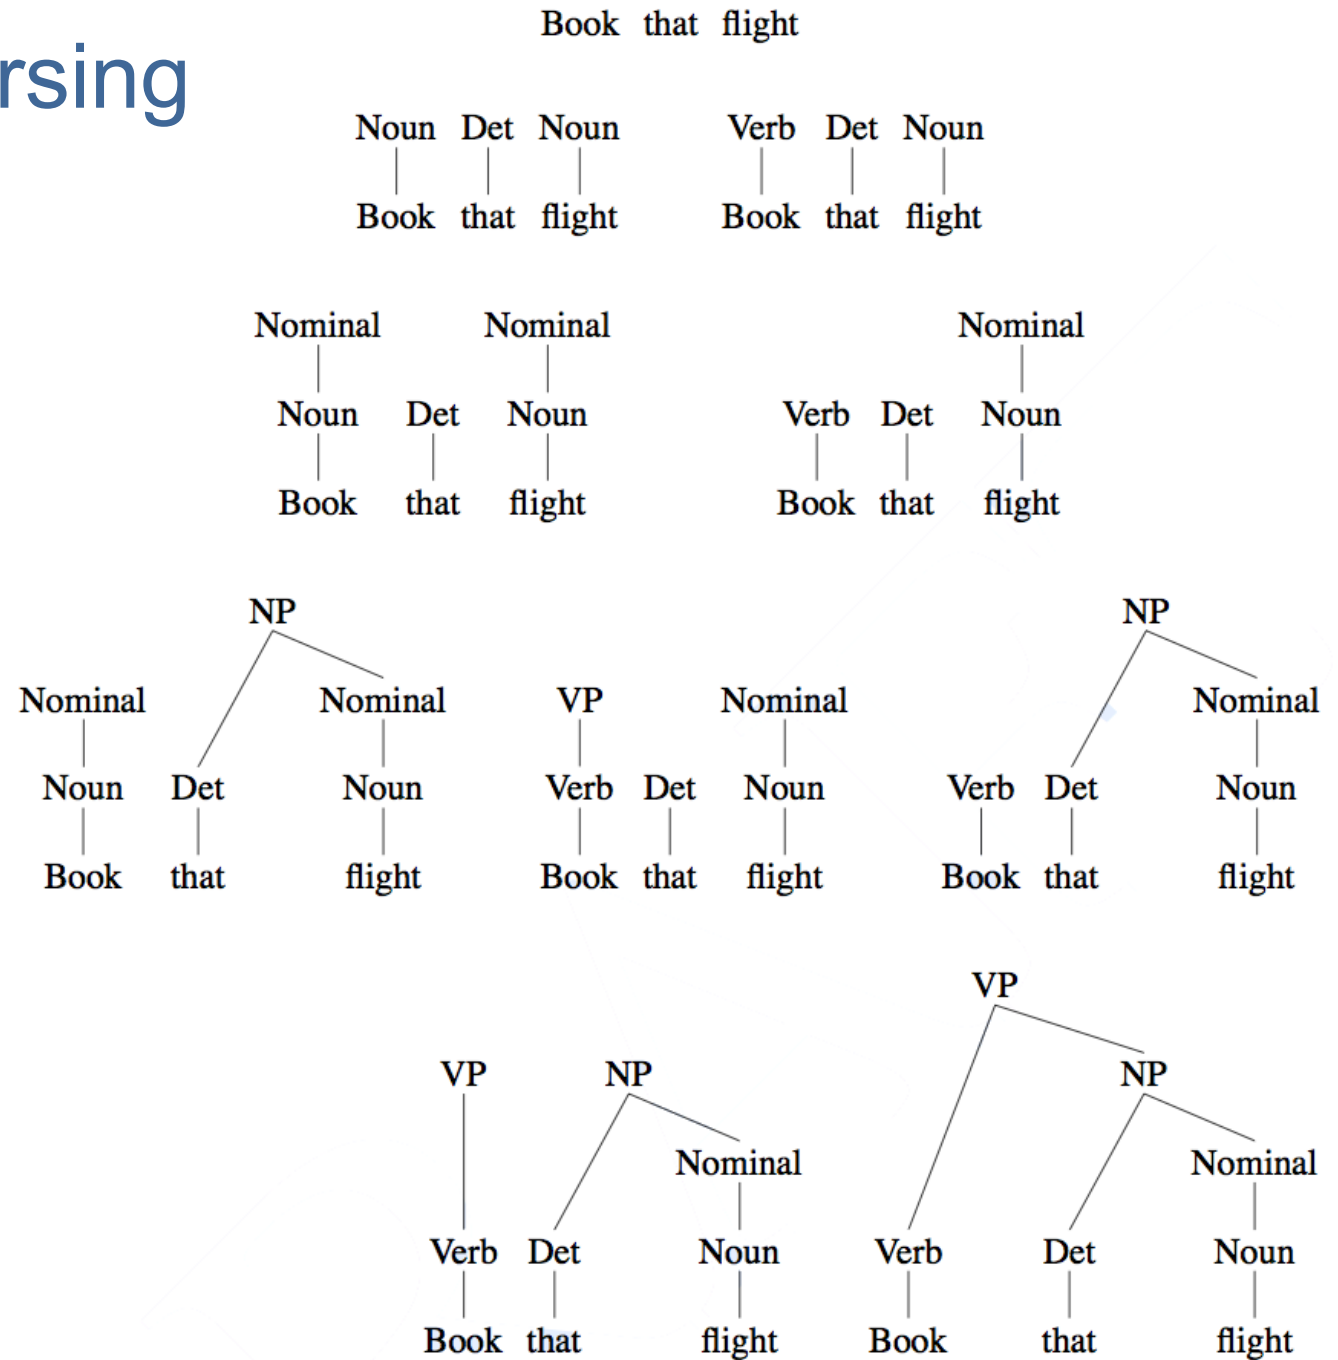 Book that flight
rsing
Noun Det Noun Verb Det Noun
Book that flight Book that flight
Nominal Nominal Nominal
Noun Det Noun Verb Det Noun
Book that flight Book that flight
NP NP
Nominal Nominal VP Nominal Nominal
Noun Det Noun Verb Det Noun Verb Det Noun
Book that flight Book that flight Book that flight
VP
VP NP NP
Nominal Nominal
Verb Det Noun Verb Det Noun
Book that flight Book that flight